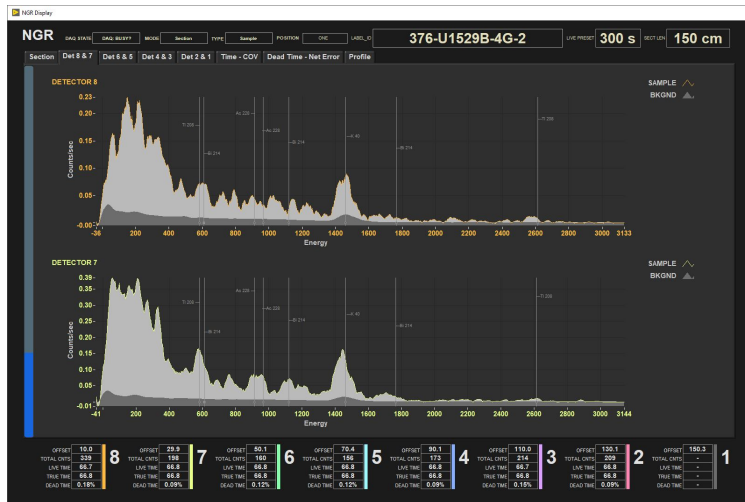 NGR Display
NGR DAQ STATE DAQ: BUSY? MODE Section TYPE Sample POSITION ONE LABEL_ID 376-U1529B-4G-2 LIVE PRESET 300 s SECT LEN 150 cm
Section Det 8 & 7 Det 6 & 5 Det 4 & 3 Det 2 & 1 Time - COV Dead Time - Net Error Profile
DETECTOR 8
SAMPLE
BKGND
Counts/sec
0.23-
0.20-
0.15-
0.10-
0.05-
-0.00-
Tl 208
Bi 214
Ac 228
Ac 228
Bi 214
K 40
Bi 214
Tl 208
-36 200 400 600 800 1000 1200 1400 1600 1800 2000 2200 2400 2600 2800 3000 3133
Energy
DETECTOR 7
SAMPLE
BKGND
Counts/sec
0.39-
0.35-
0.30-
0.25-
0.20-
0.15-
0.10-
0.05-
-0.01-
Tl 208
Bi 214
Ac 228
Ac 228
Bi 214
K 40
Bi 214
Tl 208
-41 200 400 600 800 1000 1200 1400 1600 1800 2000 2200 2400 2600 2800 3000 3144
Energy
OFFSET 10.0 OFFSET 29.9 OFFSET 50.1 OFFSET 70.4 OFFSET 90.1 OFFSET 110.0 OFFSET 130.1 OFFSET 150.3
TOTAL CNTS 339 8 TOTAL CNTS 198 7 TOTAL CNTS 160 6 TOTAL CNTS 156 5 TOTAL CNTS 173 4 TOTAL CNTS 214 3 TOTAL CNTS 209 2 TOTAL CNTS - 1
LIVE TIME 66.7 LIVE TIME 66.8 LIVE TIME 66.8 LIVE TIME 66.8 LIVE TIME 66.8 LIVE TIME 66.8 LIVE TIME 66.8 LIVE TIME -
TRUE TIME 66.8 TRUE TIME 66.8 TRUE TIME 66.8 TRUE TIME 66.8 TRUE TIME 66.8 TRUE TIME 66.8 TRUE TIME 66.8 TRUE TIME -
DEAD TIME 0.18% DEAD TIME 0.09% DEAD TIME 0.12% DEAD TIME 0.12% DEAD TIME 0.09% DEAD TIME 0.15% DEAD TIME 0.09% DEAD TIME -